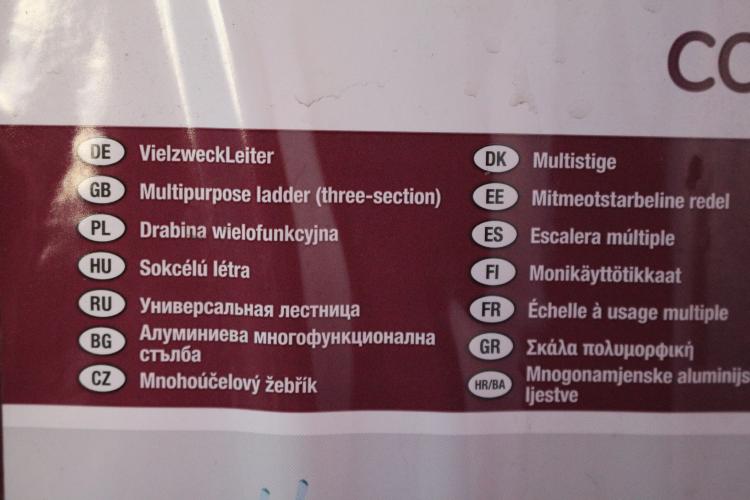 CO
DE VielzweckLeiter
GB Multipurpose ladder (three-section)
PL Drabina wielofunkcyjna
HU Sokcélú létra
RU Универсальная лестница
BG Алуминиева многофункционална
стълба
CZ Mnohoúčelový žebřík
DK Multistige
EE Mitmeotstarbeline redel
ES Escalera múltiple
FI Monikäyttötikkaat
FR Échelle à usage multiple
GR Σκάλα πολυμορφική
HR/BA Mnogonamjenske aluminijs
ljestve